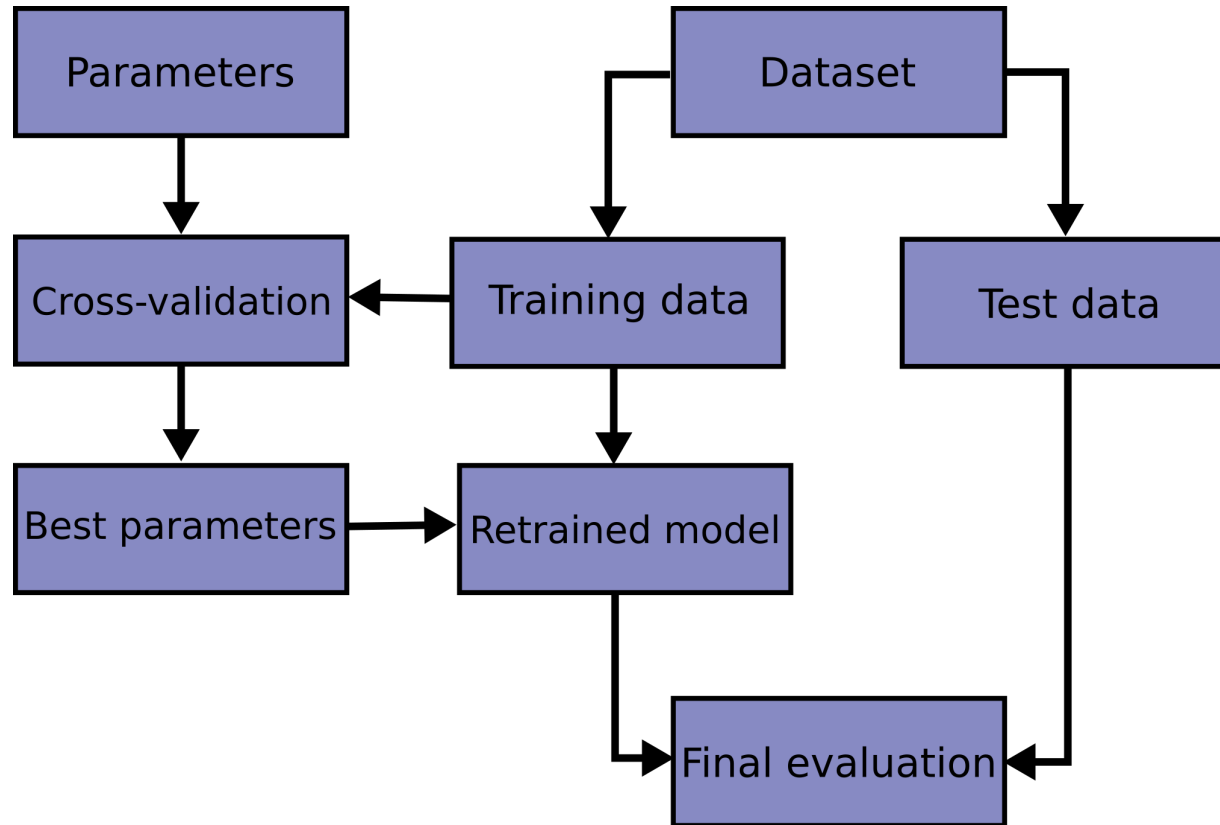 Parameters
Dataset
Cross-validation
Training data
Test data
Best parameters
Retrained model
Final evaluation